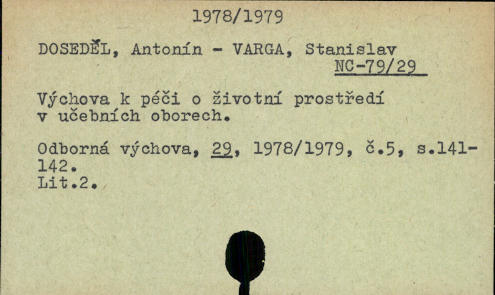 1978/1979
DOSEDĚL, Antonín - VARGA, Stanislav
NC-79/29
Výchova k péči o životní prostředí
v učebních oborech.
Odborná výchova, 29, 1978/1979, č.5, s.141-
142.
Lit.2.